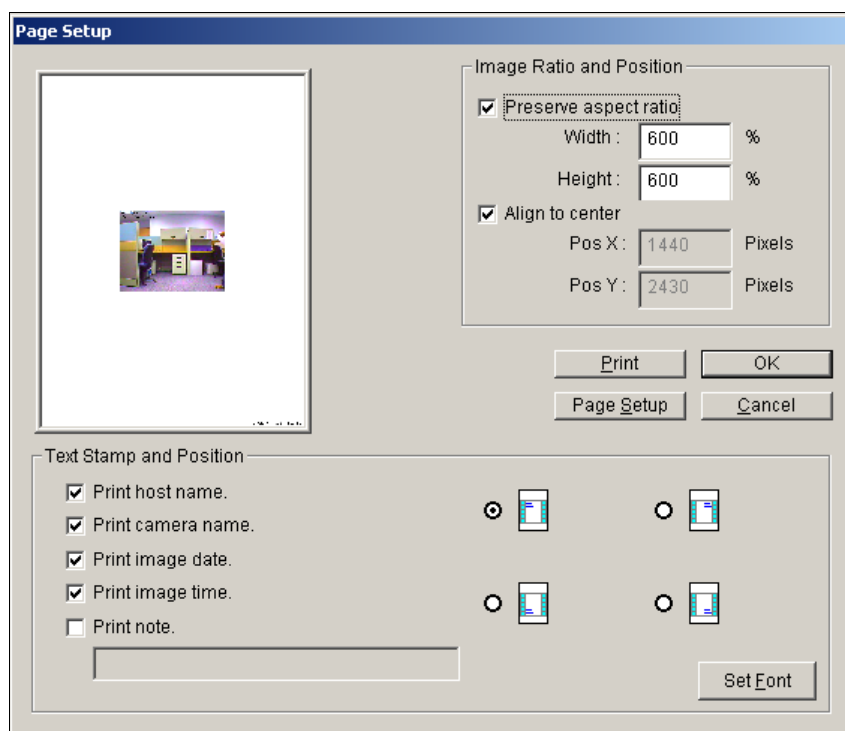 Page Setup
Image Ratio and Position
Preserve aspect ratio
Width : 600 %
Height : 600 %
Align to center
Pos X : 1440 Pixels
Pos Y : 2430 Pixels
Print OK
Page Setup Cancel
Text Stamp and Position
Print host name.
Print camera name.
Print image date.
Print image time.
Print note.
Set Font